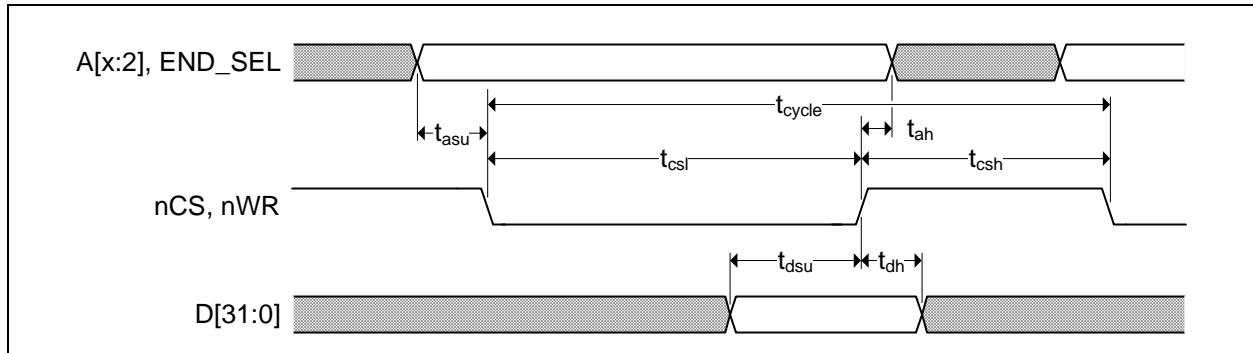 A[x:2], END_SEL
tcycle
tasu
tah
tcsl
tcsh
nCS, nWR
tdsu
tdh
D[31:0]